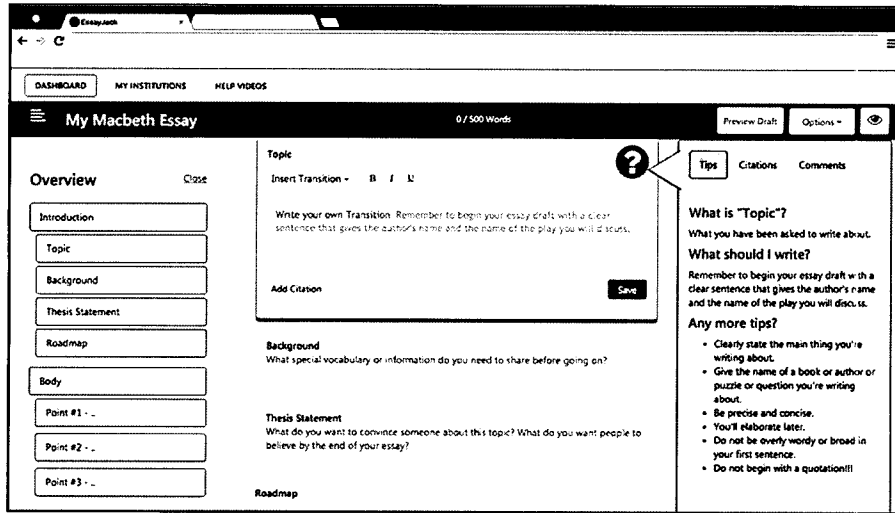 EssayJack
DASHBOARD MY INSTITUTIONS HELP VIDEOS
My Macbeth Essay 0 / 500 Words Preview Draft Options
Overview Close
Introduction
Topic
Background
Thesis Statement
Roadmap
Body
Point #1 - ..
Point #2 - ..
Point #3 - ..
Topic
Insert Transition B I U
Write your own Transition Remember to begin your essay draft with a clear
sentence that gives the author's name and the name of the play you will discuss.
Add Citation Save
Background
What special vocabulary or information do you need to share before going on?
Thesis Statement
What do you want to convince someone about this topic? What do you want people to
believe by the end of your essay?
Roadmap
?
Tips Citations Comments
What is "Topic"?
What you have been asked to write about.
What should I write?
Remember to begin your essay draft with a
clear sentence that gives the author's name
and the name of the play you will discuss.
Any more tips?
• Clearly state the main thing you're
writing about.
• Give the name of a book or author or
puzzle or question you're writing
about.
• Be precise and concise.
• You'll elaborate later.
• Do not be overly wordy or broad in
your first sentence.
• Do not begin with a quotation!!!